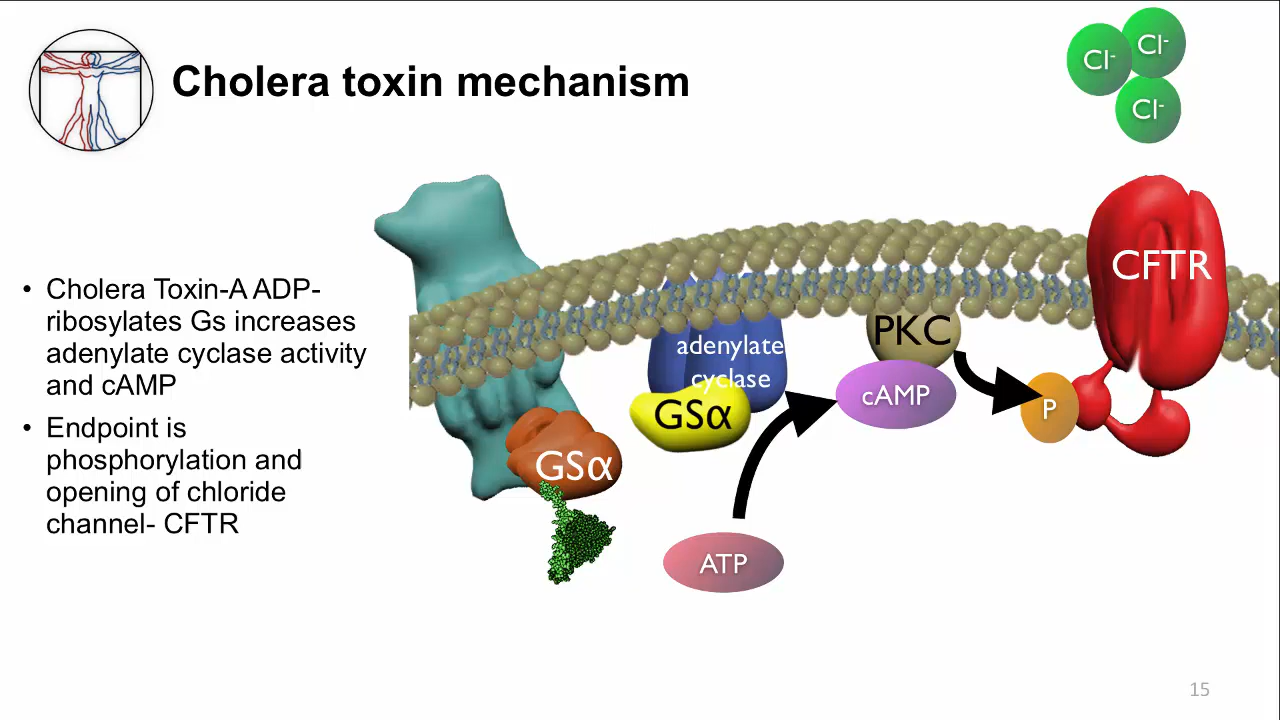 Cholera toxin mechanism
Cl-
Cl-
Cl-
• Cholera Toxin-A ADP-
ribosylates Gs increases
adenylate cyclase activity
and cAMP
• Endpoint is
phosphorylation and
opening of chloride
channel- CFTR
CFTR
PKC
adenylate
cyclase
cAMP
P
GSα
GSα
ATP
15